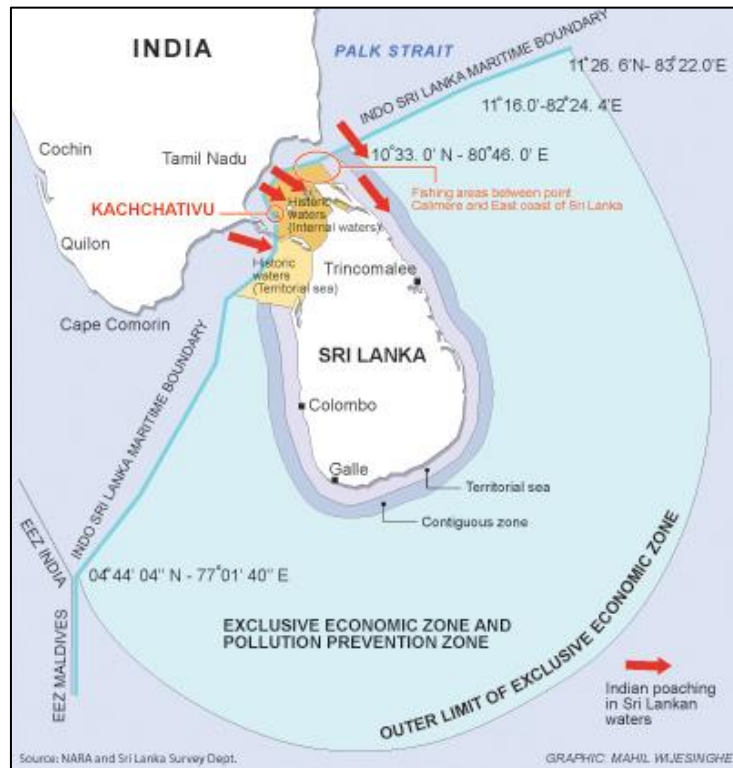 INDIA
PALK STRAIT
INDO SRI LANKA MARITIME BOUNDARY
11°26. 6'N- 83°22.0'E
11°16.0'-82°24. 4'E
10°33. 0' N - 80°46. 0' E
Cochin
Tamil Nadu
Fishing areas between point
Calimere and East coast of Sri Lanka
KACHCHATIVU
Historic
waters
(Internal waters)
Quilon
Historic
waters
(Territorial sea)
Trincomalee
Cape Comorin
SRI LANKA
Colombo
Galle
Territorial sea
Contiguous zone
INDO SRI LANKA MARITIME BOUNDARY
EEZ INDIA
EEZ MALDIVES
04°44' 04" N - 77°01' 40" E
EXCLUSIVE ECONOMIC ZONE AND
POLLUTION PREVENTION ZONE
OUTER LIMIT OF EXCLUSIVE ECONOMIC ZONE
Indian poaching
in Sri Lankan
waters
Source: NARA and Sri Lanka Survey Dept.
GRAPHIC: MAHIL WIJESINGHE